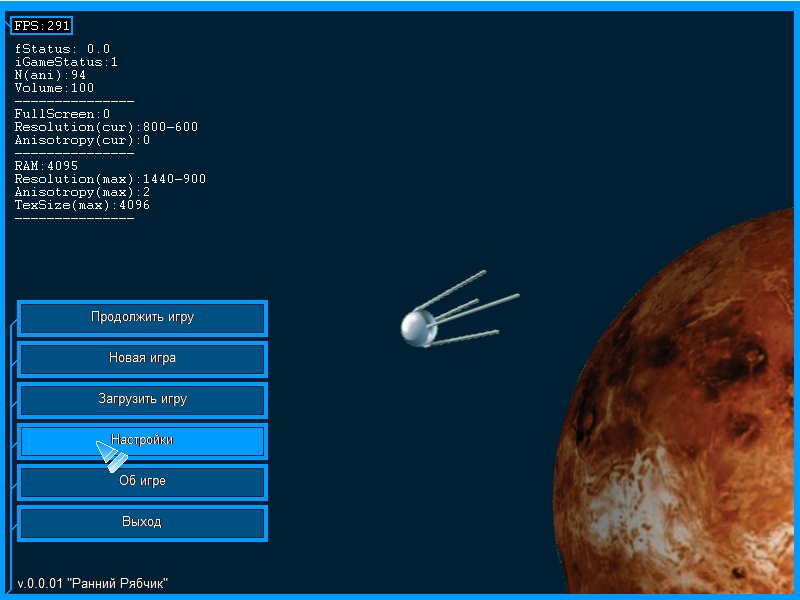 FPS:291
fStatus: 0.0
iGameStatus:1
N(ani):94
Volume:100
---------------
FullScreen:0
Resolution(cur):800-600
Anisotropy(cur):0
---------------
RAM:4095
Resolution(max):1440-900
Anisotropy(max):2
TexSize(max):4096
---------------
Продолжить игру
Новая игра
Загрузить игру
Настройки
Об игре
Выход
v.0.0.01 "Ранний Рябчик"